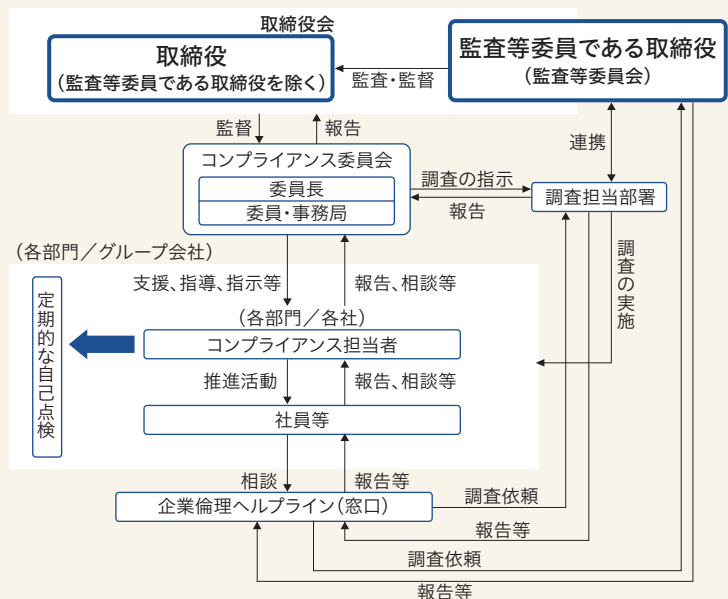 取締役会
取締役
(監査等委員である取締役を除く)
監査等委員である取締役
(監査等委員会)
監査・監督
監督
報告
連携
コンプライアンス委員会
委員長
委員・事務局
調査の指示
報告
調査担当部署
(各部門／グループ会社)
支援、指導、指示等
報告、相談等
調査の実施
定期的な自己点検
(各部門／各社)
コンプライアンス担当者
推進活動
報告、相談等
社員等
相談
報告等
企業倫理ヘルプライン(窓口)
調査依頼
報告等
調査依頼
報告等